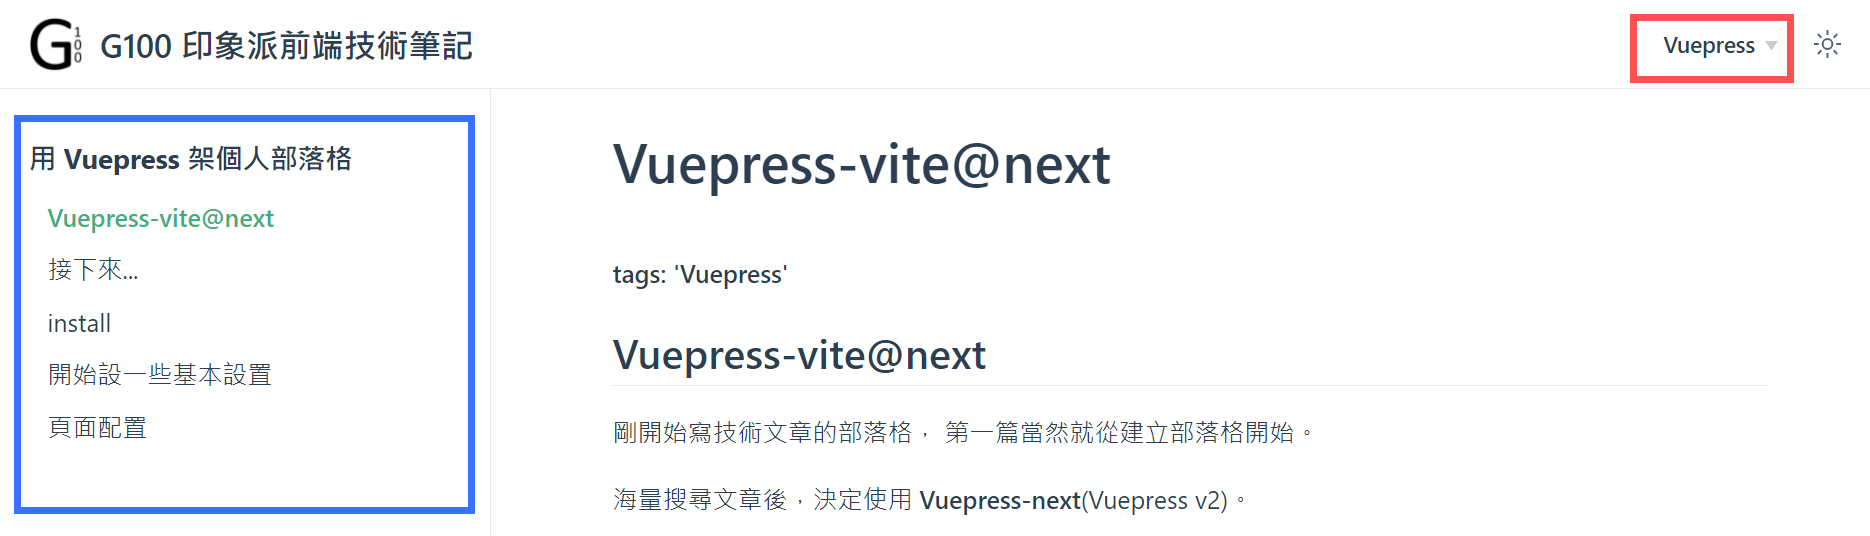 G100
G100 印象派前端技術筆記
Vuepress
用 Vuepress 架個人部落格
Vuepress-vite@next
接下來...
install
開始設一些基本設置
頁面配置
Vuepress-vite@next
tags: 'Vuepress'
Vuepress-vite@next
剛開始寫技術文章的部落格， 第一篇當然就從建立部落格開始。
海量搜尋文章後，決定使用 Vuepress-next(Vuepress v2)。